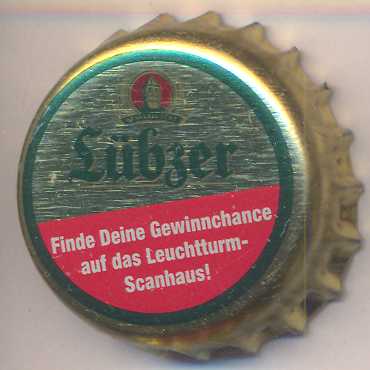 Lübzer
Finde Deine Gewinnchance
auf das Leuchtturm-
Scanhaus!